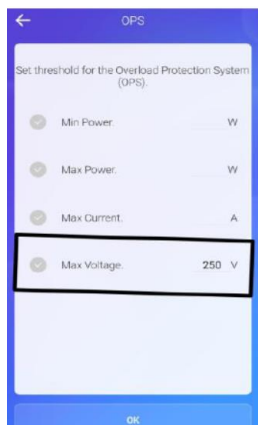 OPS
Set threshold for the Overload Protection System
(OPS).
Min Power. W
Max Power. W
Max Current. A
Max Voltage. 250 V
OK